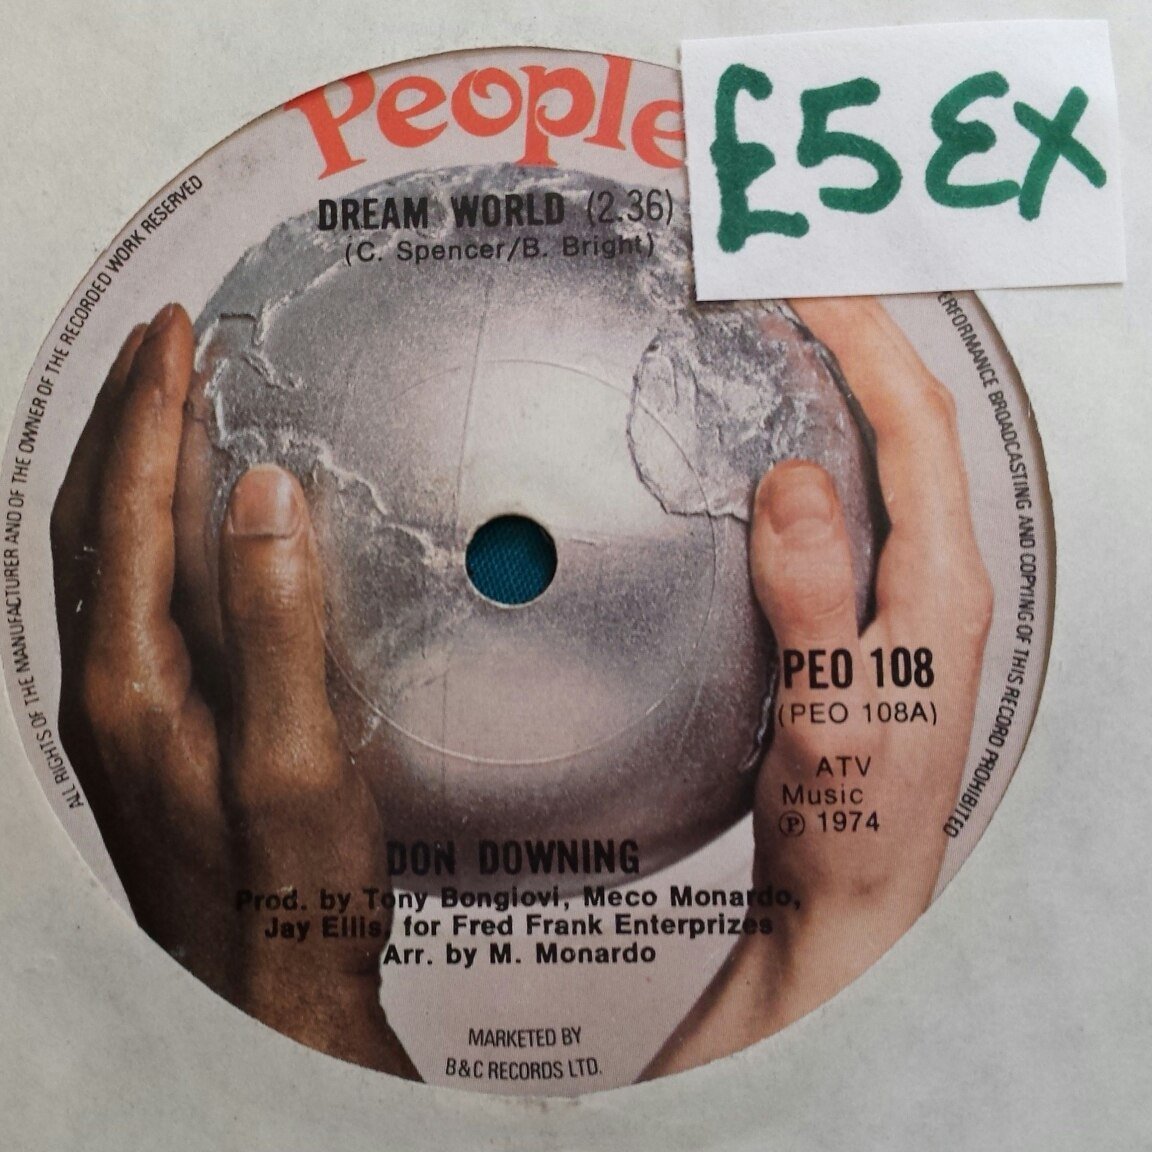 People
£5 EX
DREAM WORLD (2.36)
(C. Spencer/B. Bright)
ALL RIGHTS OF THE MANUFACTURER AND OF THE OWNER OF THE RECORDED WORK RESERVED
PERFORMANCE BROADCASTING AND COPYING OF THIS RECORD PROHIBITED
PEO 108
(PEO 108A)
ATV
Music
℗ 1974
DON DOWNING
Prod. by Tony Bongiovi, Meco Monardo,
Jay Ellis, for Fred Frank Enterprizes
Arr. by M. Monardo
MARKETED BY
B&C RECORDS LTD.